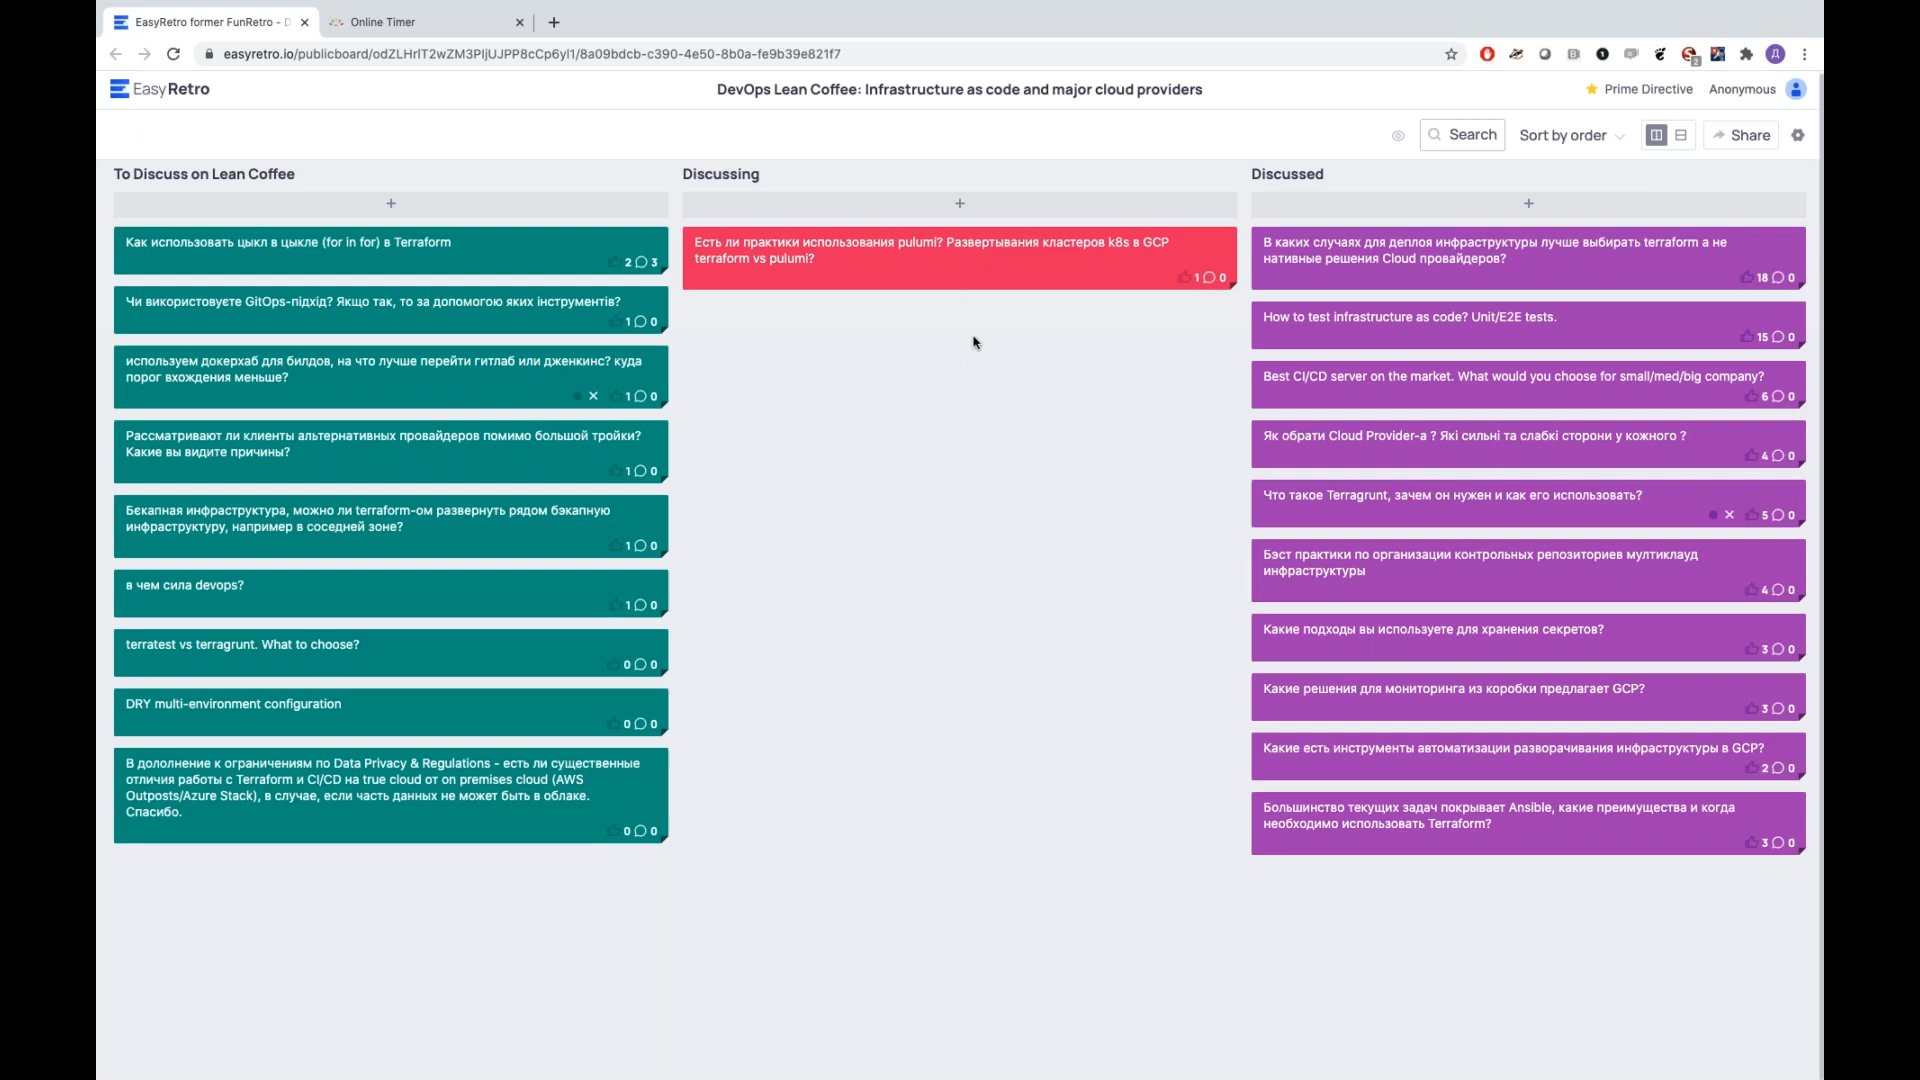 EasyRetro former FunRetro - D
Online Timer
easyretro.io/publicboard/odZLHrIT2wZM3PIjUJPP8cCp6yl1/8a09bdcb-c390-4e50-8b0a-fe9b39e821f7
EasyRetro
DevOps Lean Coffee: Infrastructure as code and major cloud providers
Prime Directive
Anonymous
Search
Sort by order
Share
To Discuss on Lean Coffee
+
Как использовать цыкл в цыкле (for in for) в Terraform
2 3
Чи використовуєте GitOps-підхід? Якщо так, то за допомогою яких інструментів?
1 0
используем докерхаб для билдов, на что лучше перейти гитлаб или дженкинс? куда
порог вхождения меньше?
1 0
Рассматривают ли клиенты альтернативных провайдеров помимо большой тройки?
Какие вы видите причины?
1 0
Бєкапная инфраструктура, можно ли terraform-ом развернуть рядом бэкапную
инфраструктуру, например в соседней зоне?
1 0
в чем сила devops?
1 0
terratest vs terragrunt. What to choose?
0 0
DRY multi-environment configuration
0 0
В дололнение к ограничениям по Data Privacy & Regulations - есть ли существенные
отличия работы с Terraform и CI/CD на true cloud от on premises cloud (AWS
Outposts/Azure Stack), в случае, если часть данных не может быть в облаке.
Спасибо.
0 0
Discussing
+
Есть ли практики использования pulumi? Развертывания кластеров k8s в GCP
terraform vs pulumi?
1 0
Discussed
+
В каких случаях для деплоя инфраструктуры лучше выбирать terraform а не
нативные решения Cloud провайдеров?
18 0
How to test infrastructure as code? Unit/E2E tests.
15 0
Best CI/CD server on the market. What would you choose for small/med/big company?
6 0
Як обрати Cloud Provider-а ? Які сильні та слабкі сторони у кожного ?
4 0
Что такое Terragrunt, зачем он нужен и как его использовать?
5 0
Бэст практики по организации контрольных репозиториев мултиклауд
инфраструктуры
4 0
Какие подходы вы используете для хранения секретов?
3 0
Какие решения для мониторинга из коробки предлагает GCP?
3 0
Какие есть инструменты автоматизации разворачивания инфраструктуры в GCP?
2 0
Большинство текущих задач покрывает Ansible, какие преимущества и когда
необходимо использовать Terraform?
3 0